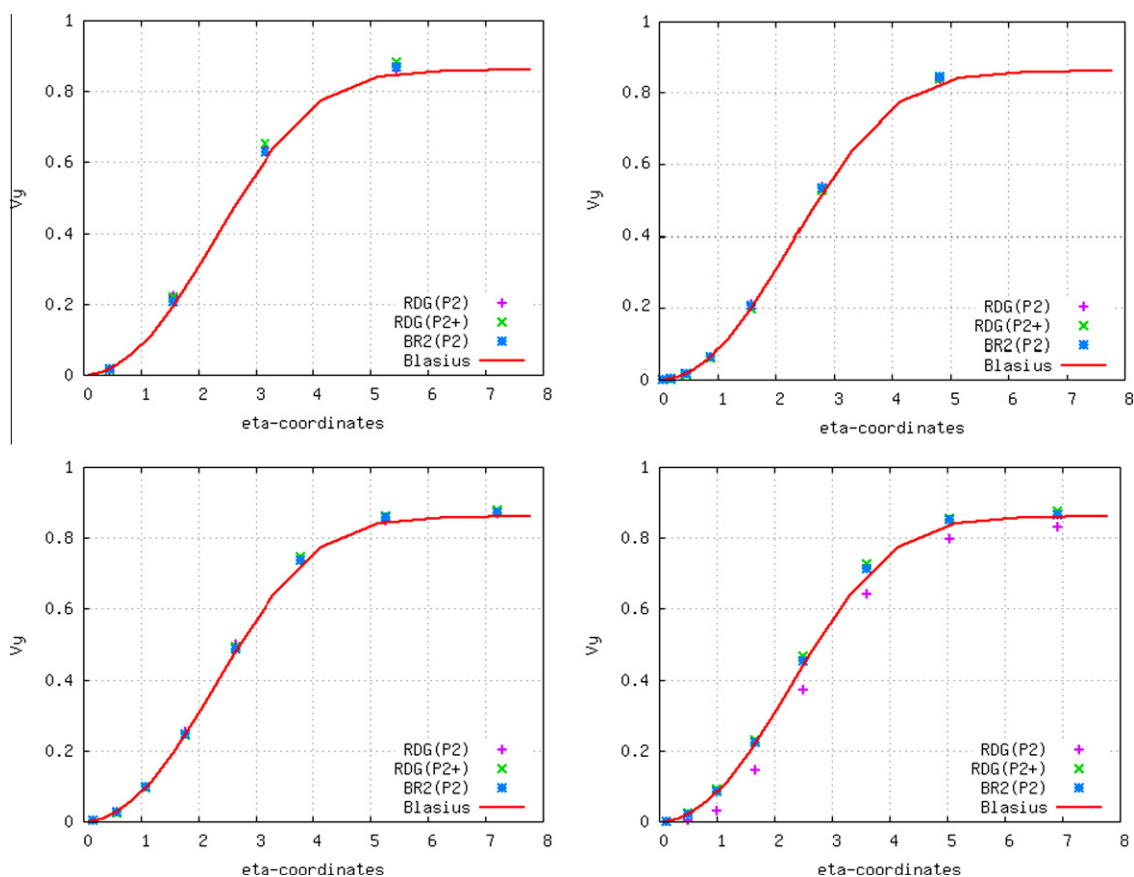 1
0.8
0.6
0.4
0.2
0
Vy
RDG(P2)
RDG(P2+)
BR2(P2)
Blasius
0 1 2 3 4 5 6 7 8
eta-coordinates
1
0.8
0.6
0.4
0.2
0
Vy
RDG(P2)
RDG(P2+)
BR2(P2)
Blasius
0 1 2 3 4 5 6 7 8
eta-coordinates
1
0.8
0.6
0.4
0.2
0
Vy
RDG(P2)
RDG(P2+)
BR2(P2)
Blasius
0 1 2 3 4 5 6 7 8
eta-coordinates
1
0.8
0.6
0.4
0.2
0
Vy
RDG(P2)
RDG(P2+)
BR2(P2)
Blasius
0 1 2 3 4 5 6 7 8
eta-coordinates